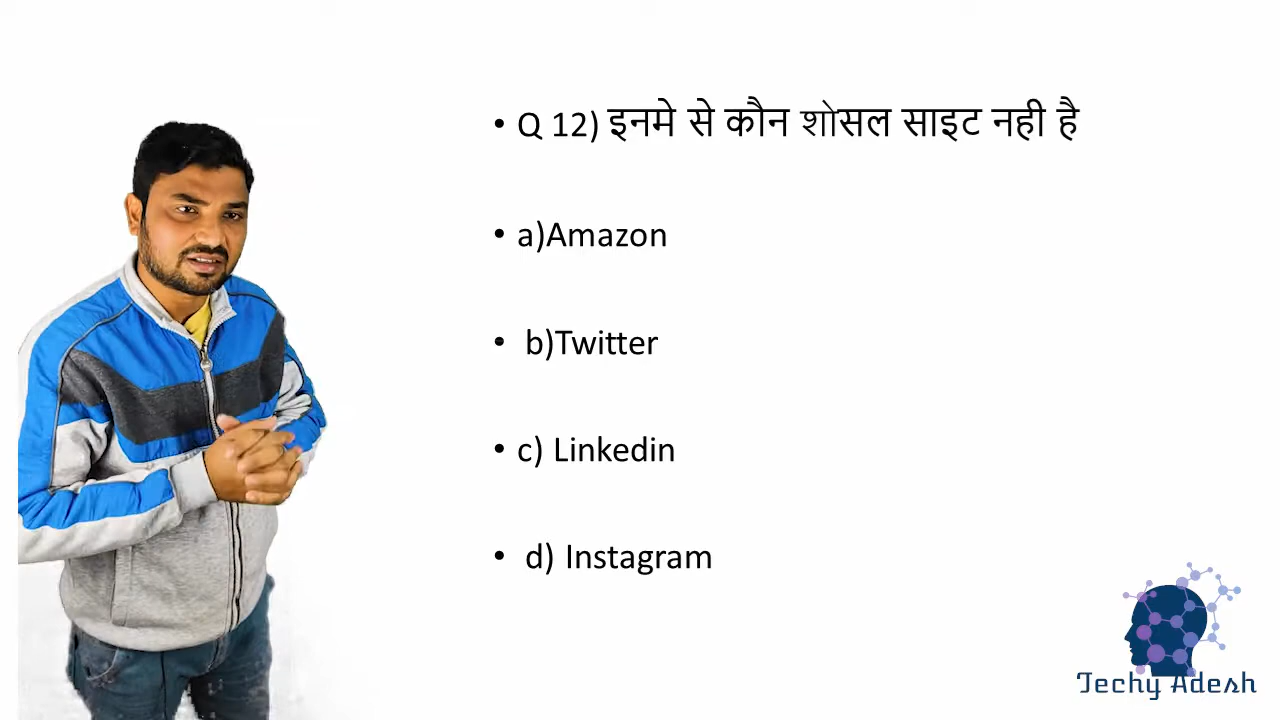 • Q 12) इनमे से कौन शोसल साइट नही है
• a)Amazon
• b)Twitter
• c) Linkedin
• d) Instagram
Techy Adesh